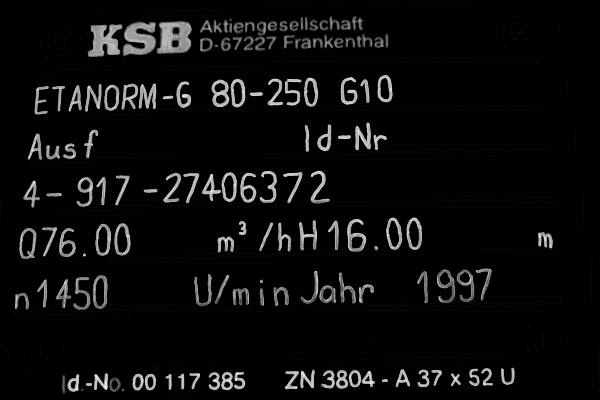 KSB Aktiengesellschaft
D-67227 Frankenthal
ETANORM-G 80-250 G10
Ausf Id-Nr
4-917-27406372
Q76.00 m³/hH16.00 m
n1450 U/min Jahr 1997
Id.-No. 00 117 385 ZN 3804 - A 37 x 52 U